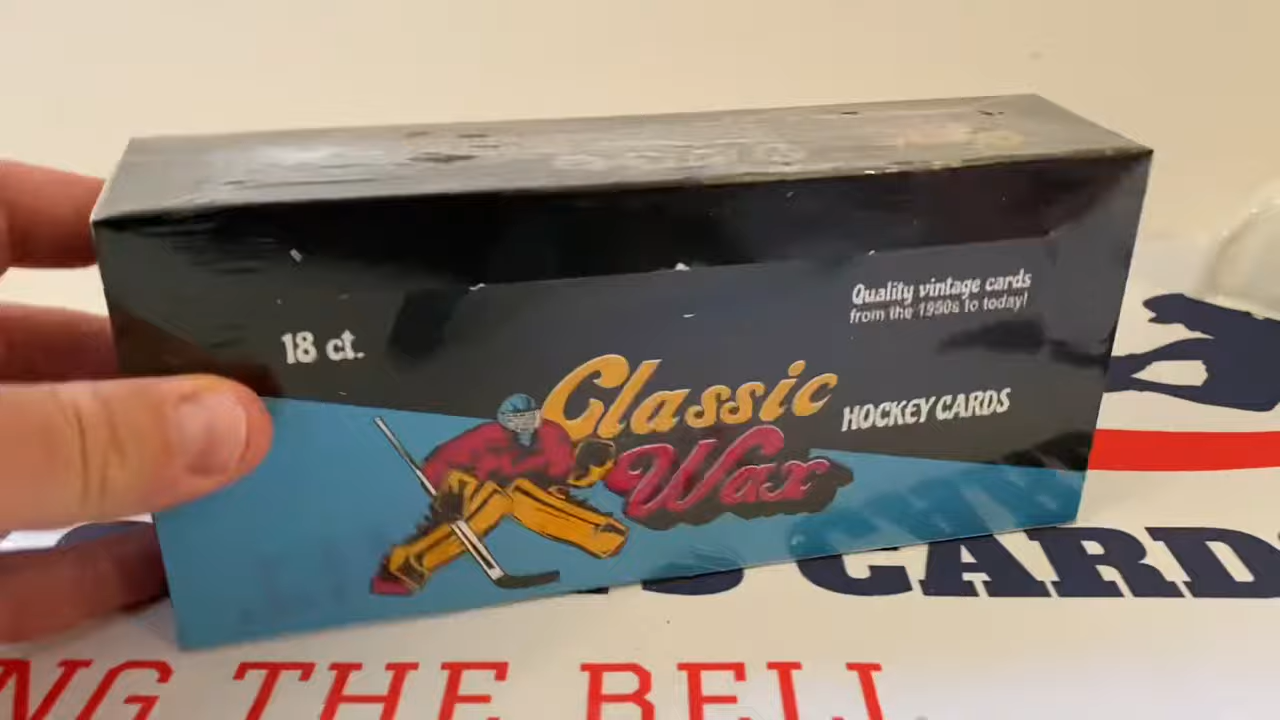 Quality vintage cards
from the 1950s to today!
18 ct.
Classic
Wax
HOCKEY CARDS
CARDS
THE BELL